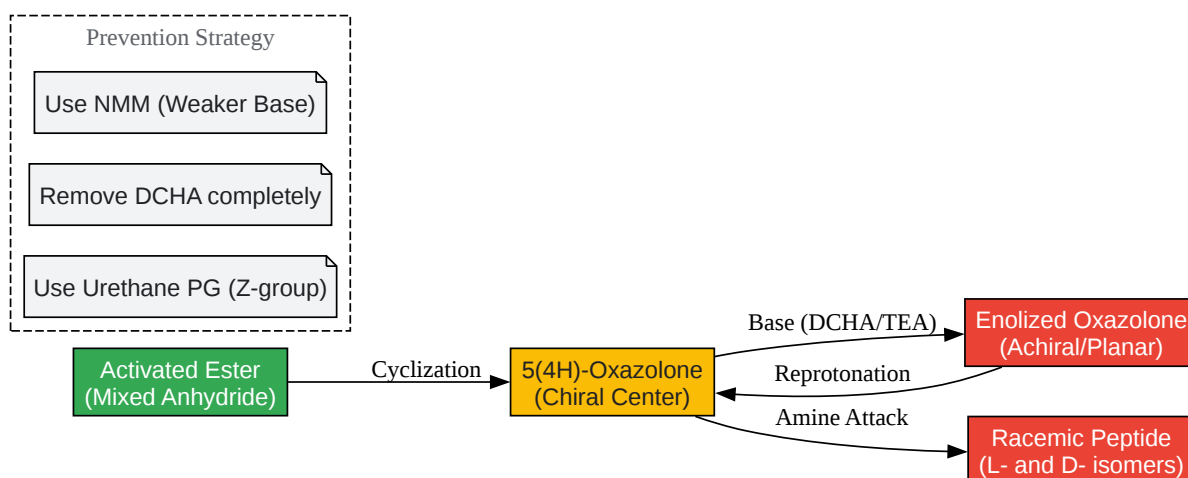 Prevention Strategy
Use NMM (Weaker Base)
Remove DCHA completely
Use Urethane PG (Z-group)
Activated Ester
(Mixed Anhydride)
Cyclization
5(4H)-Oxazolone
(Chiral Center)
Base (DCHA/TEA)
Reprotonation
Amine Attack
Enolized Oxazolone
(Achiral/Planar)
Racemic Peptide
(L- and D- isomers)